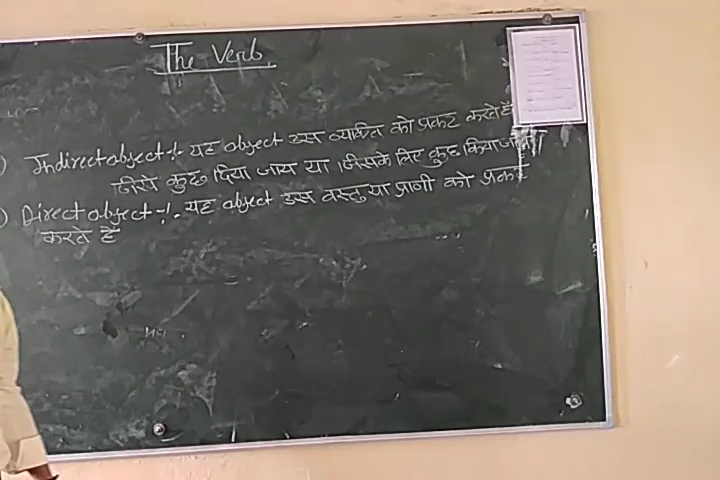 The Verb
) Indirect object :- यह object उस व्यक्ति को प्रकट करते हैं
जिसे कुछ दिया जाय या जिसके लिए कुछ किया जाय।
) Direct object :- यह object उस वस्तु या प्राणी को प्रकट
करते हैं